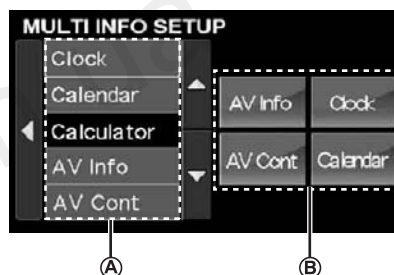 MULTI INFO SETUP
Clock
Calendar
Calculator
AV Info
AV Cont
AV Info Clock
AV Cont Calendar
A B